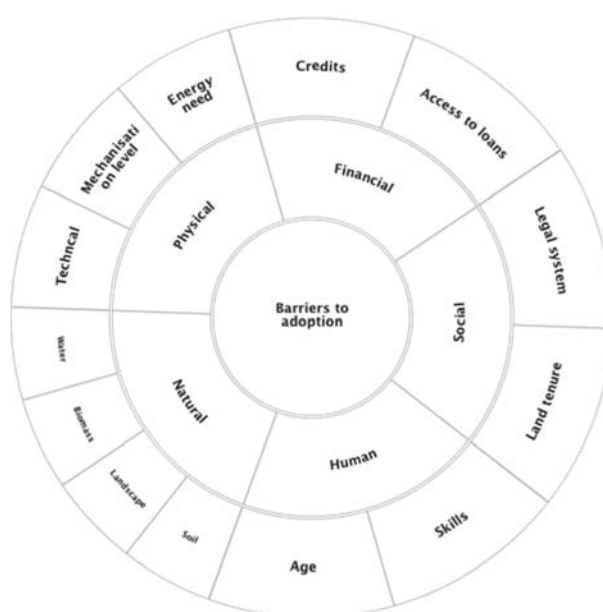 Barriers to
adoption
Financial
Social
Human
Natural
Physical
Credits
Access to loans
Legal system
Land tenure
Skills
Age
Soil
Landscape
Biomass
Water
Techncal
Mechanisati
on level
Energy
need